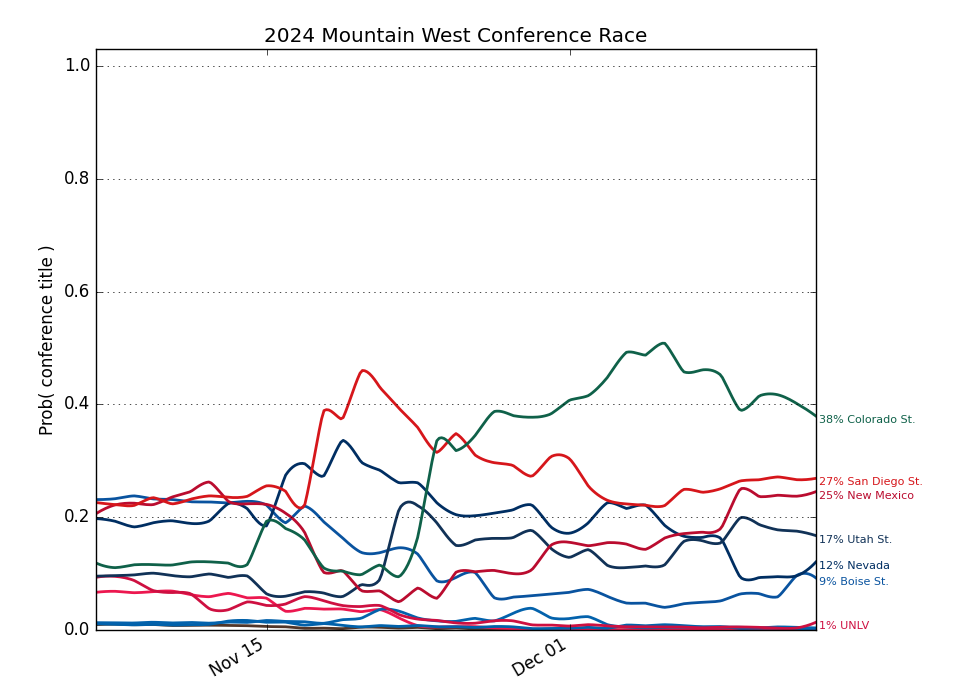 2024 Mountain West Conference Race
Prob( conference title )
1.0
0.8
0.6
0.4
0.2
0.0
Nov 15
Dec 01
38% Colorado St.
27% San Diego St.
25% New Mexico
17% Utah St.
12% Nevada
9% Boise St.
1% UNLV